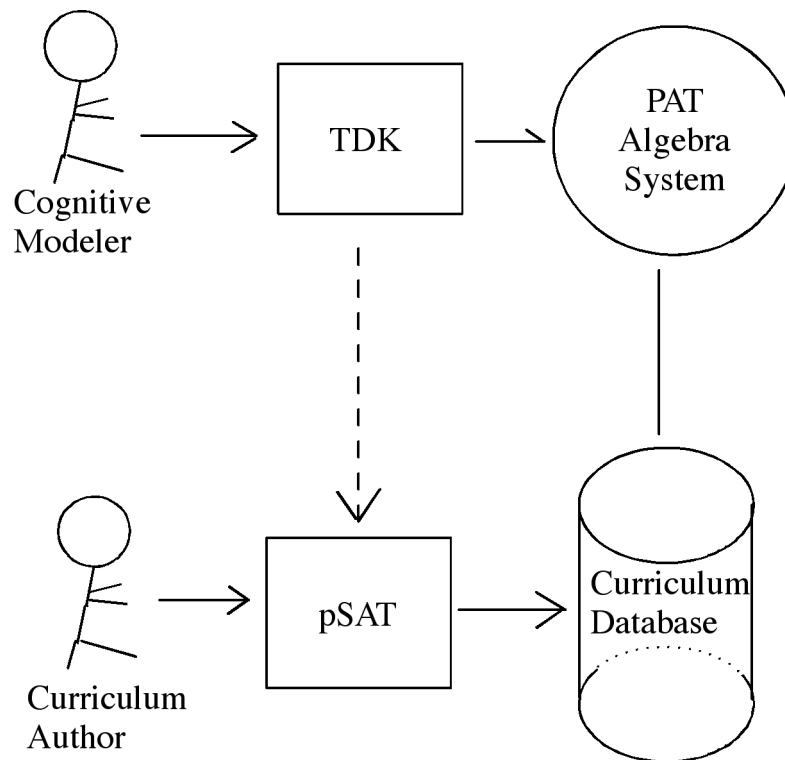 PAT
TDK
Algebra
System
Cognitive
Modeler
pSAT
Curriculum
Database
Curriculum
Author